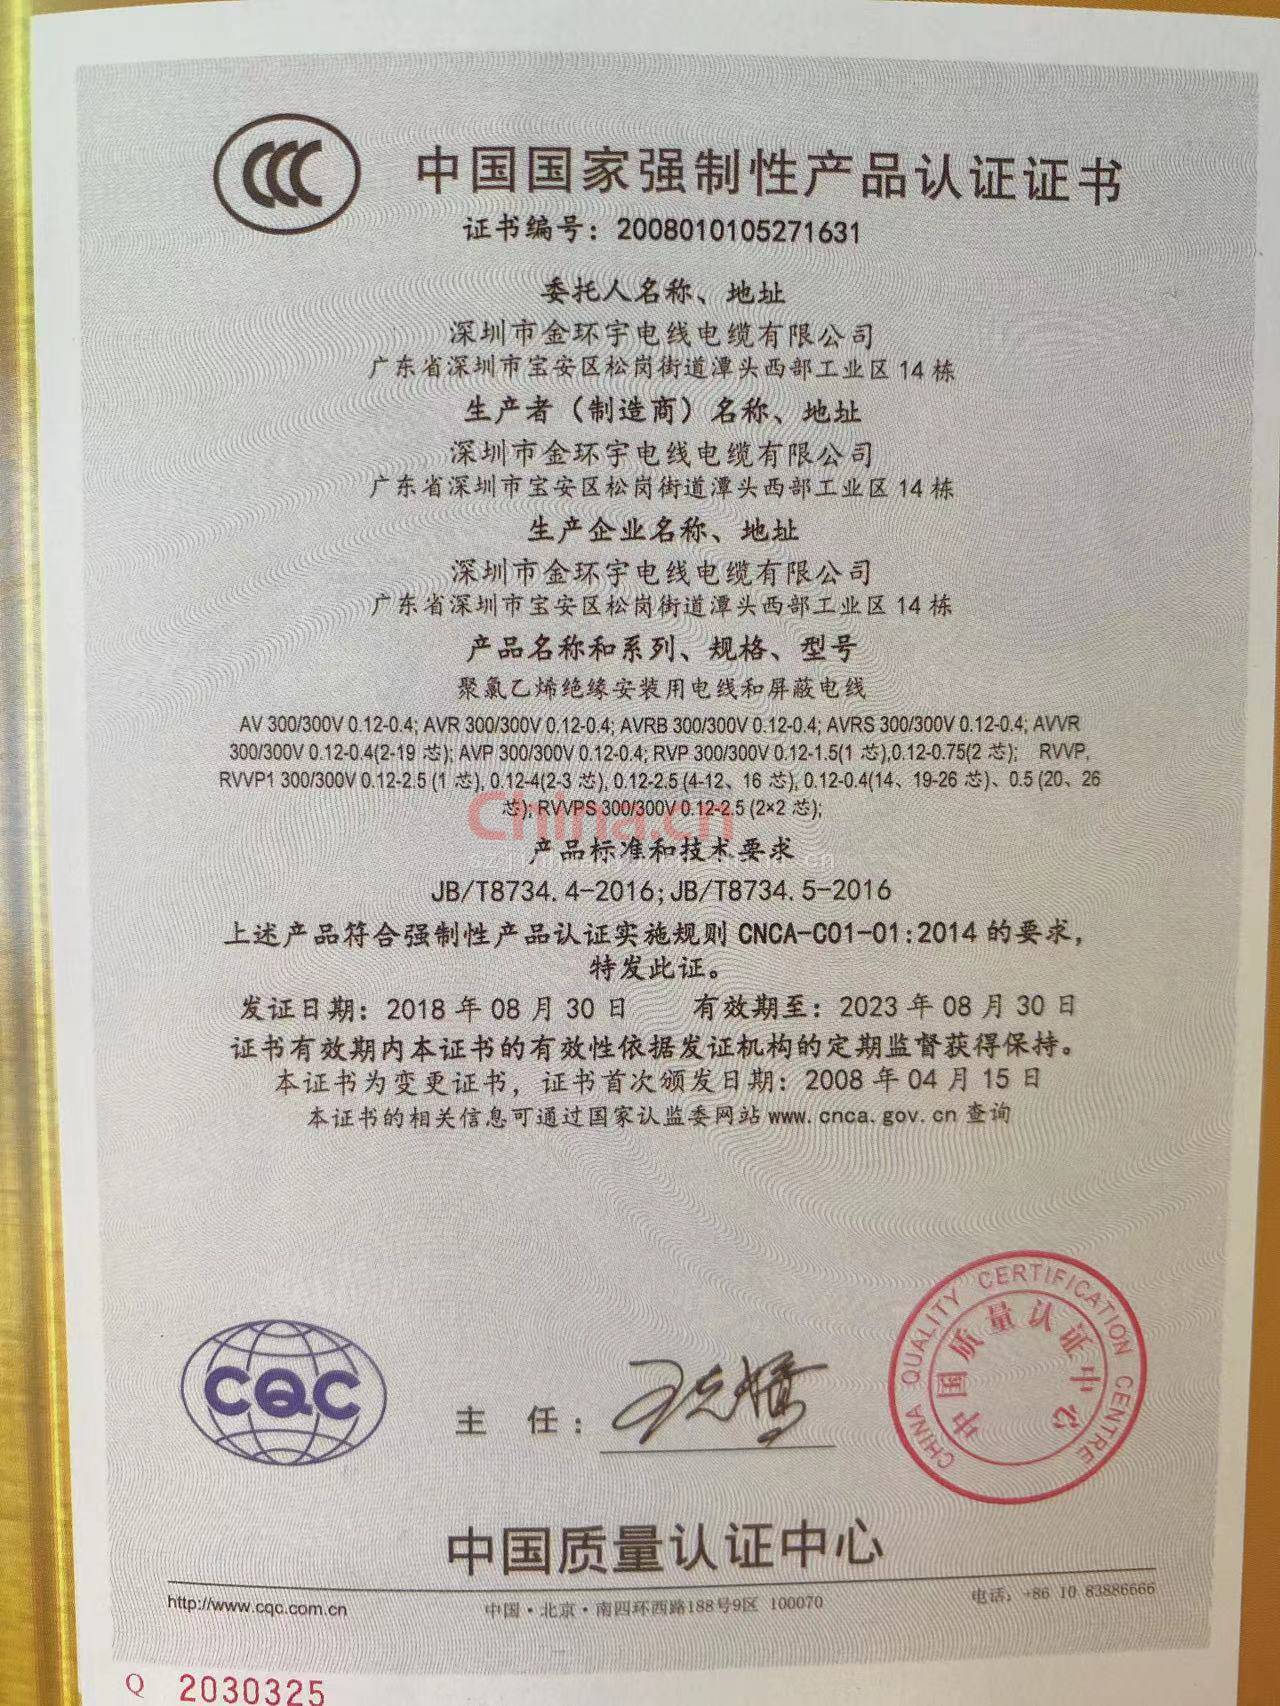 CCC
中国国家强制性产品认证证书
证书编号：2008010105271631
委托人名称、地址
深圳市金环宇电线电缆有限公司
广东省深圳市宝安区松岗街道潭头西部工业区 14 栋
生产者（制造商）名称、地址
深圳市金环宇电线电缆有限公司
广东省深圳市宝安区松岗街道潭头西部工业区 14 栋
生产企业名称、地址
深圳市金环宇电线电缆有限公司
广东省深圳市宝安区松岗街道潭头西部工业区 14 栋
产品名称和系列、规格、型号
聚氯乙烯绝缘安装用电线和屏蔽电线
AV 300/300V 0.12-0.4; AVR 300/300V 0.12-0.4; AVRB 300/300V 0.12-0.4; AVRS 300/300V 0.12-0.4; AVVR
300/300V 0.12-0.4(2-19 芯); AVP 300/300V 0.12-0.4; RVP 300/300V 0.12-1.5(1 芯),0.12-0.75(2 芯); RVVP,
RVVP1 300/300V 0.12-2.5 (1 芯), 0.12-4(2-3 芯), 0.12-2.5 (4-12、16 芯), 0.12-0.4(14、19-26 芯)、0.5 (20、26
芯); RVVPS 300/300V 0.12-2.5 (2×2 芯);
China.cn
产品标准和技术要求
JB/T8734.4-2016;JB/T8734.5-2016
上述产品符合强制性产品认证实施规则 CNCA-C01-01:2014 的要求，
特发此证。
发证日期：2018 年 08 月 30 日 有效期至：2023 年 08 月 30 日
证书有效期内本证书的有效性依据发证机构的定期监督获得保持。
本证书为变更证书，证书首次颁发日期：2008 年 04 月 15 日
本证书的相关信息可通过国家认监委网站 www.cnca.gov.cn 查询
CQC
主 任：
CHINA QUALITY CERTIFICATION CENTRE
中国质量认证中心
中国质量认证中心
http://www.cqc.com.cn 中国·北京·南四环西路188号9区 100070 电话：+86 10 83886666
Q 2030325